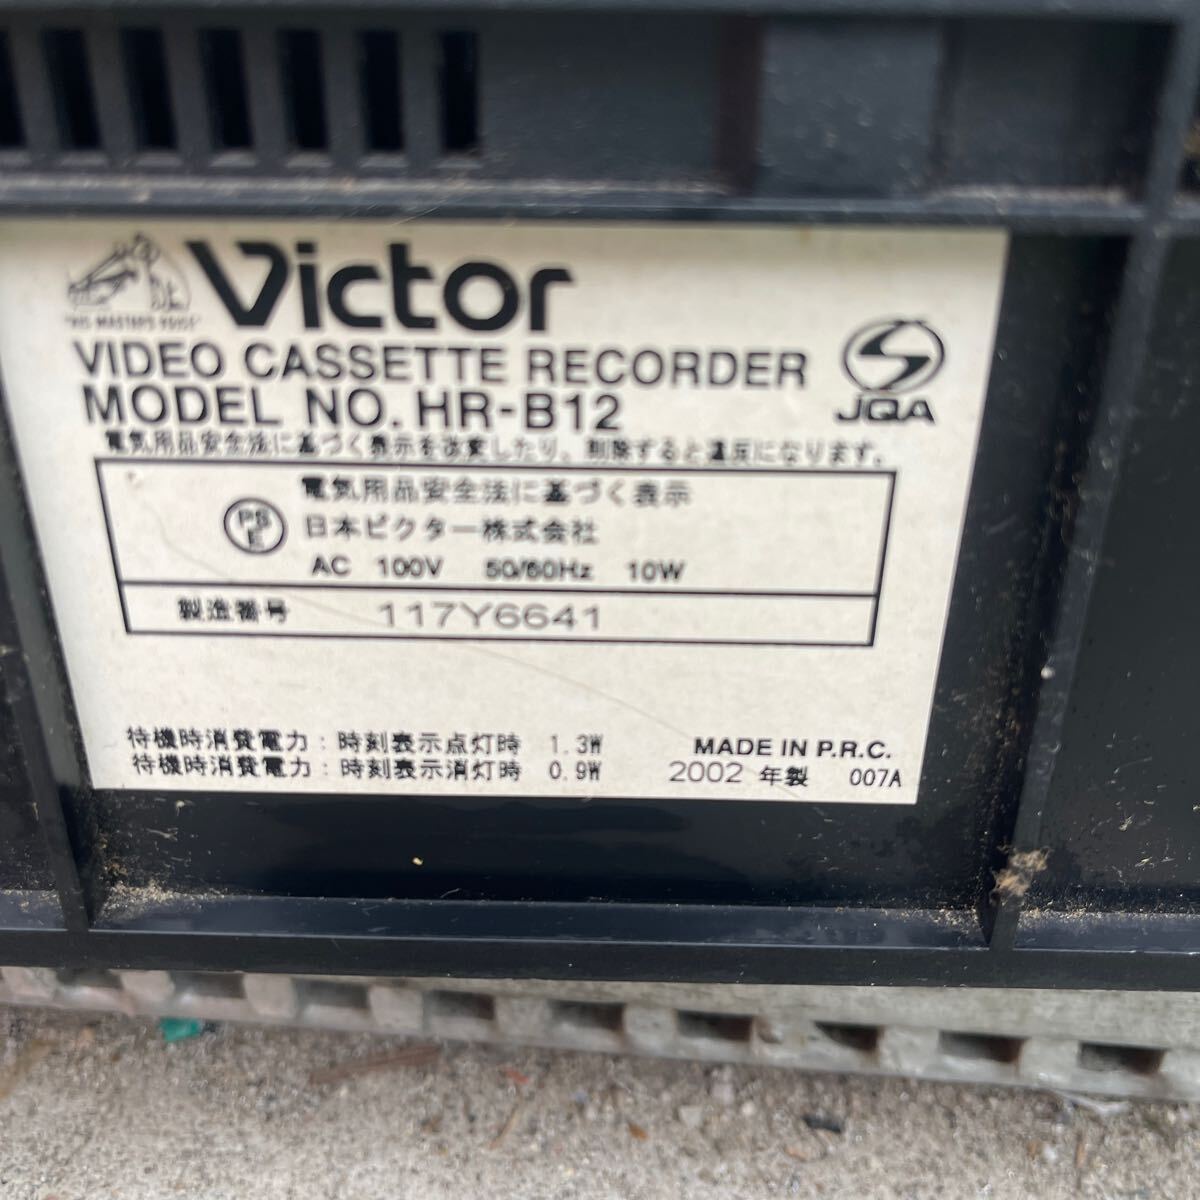 "HIS MASTER'S VOICE"
Victor
VIDEO CASSETTE RECORDER
MODEL NO. HR-B12
JQA
電気用品安全法に基づく表示を改変したり、削除すると違反になります。
電気用品安全法に基づく表示
PSE 日本ビクター株式会社
AC 100V 50/60Hz 10W
製造番号 117Y6641
待機時消費電力:時刻表示点灯時 1.3W
待機時消費電力:時刻表示消灯時 0.9W
MADE IN P.R.C.
2002 年製 007A